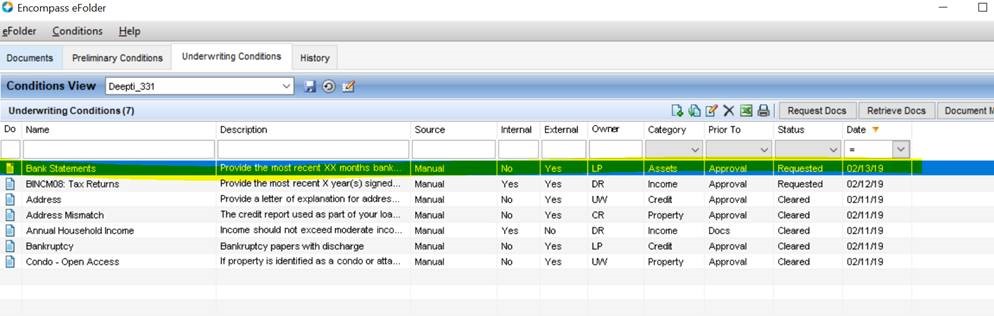 Encompass eFolder
eFolder Conditions Help
Documents Preliminary Conditions Underwriting Conditions History
Conditions View Deepti_331
Underwriting Conditions (7) Request Docs Retrieve Docs Document M
Do Name Description Source Internal External Owner Category Prior To Status Date
=
Bank Statements Provide the most recent XX months bank... Manual No Yes LP Assets Approval Requested 02/13/19
BINCM08: Tax Returns Provide the most recent X year(s) signed... Manual Yes Yes DR Income Approval Requested 02/12/19
Address Provide a letter of explanation for addres... Manual No Yes UW Credit Approval Cleared 02/11/19
Address Mismatch The credit report used as part of your loa... Manual No Yes CR Property Approval Cleared 02/11/19
Annual Household Income Income should not exceed moderate inco... Manual Yes No DR Income Docs Cleared 02/11/19
Bankruptcy Bankruptcy papers with discharge Manual No Yes LP Credit Approval Cleared 02/11/19
Condo - Open Access If property is identified as a condo or atta... Manual No Yes UW Property Approval Cleared 02/11/19